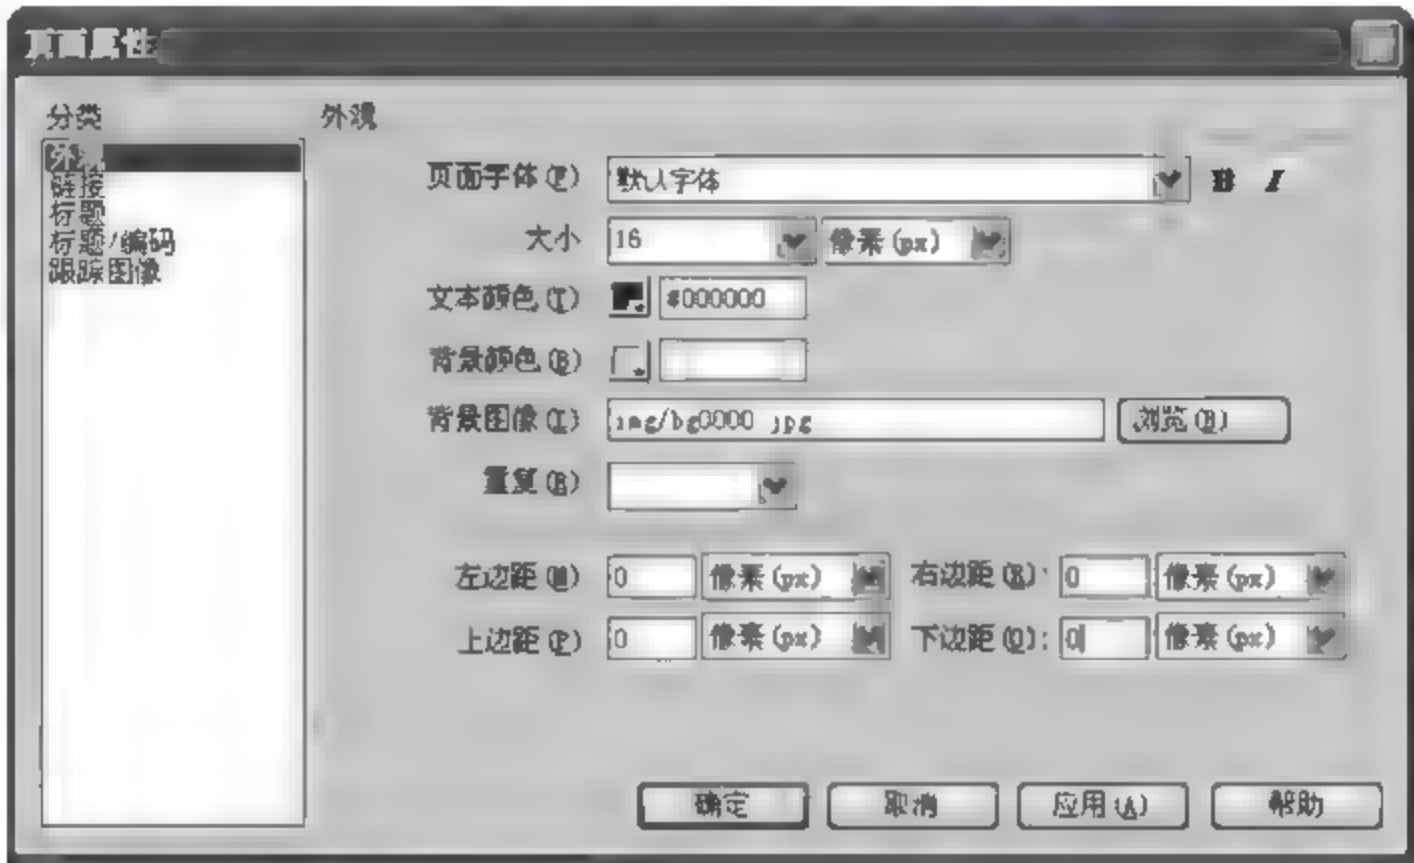 页面属性
分类
外观
链接
标题
标题/编码
跟踪图像
外观
页面字体(F) 默认字体 B I
大小 16 像素(px)
文本颜色(T) #000000
背景颜色(B)
背景图像(I) img/bg0000 jpg 浏览(B)
重复(R)
左边距(M) 0 像素(px) 右边距(R): 0 像素(px)
上边距(P) 0 像素(px) 下边距(O): 0 像素(px)
确定 取消 应用(A) 帮助